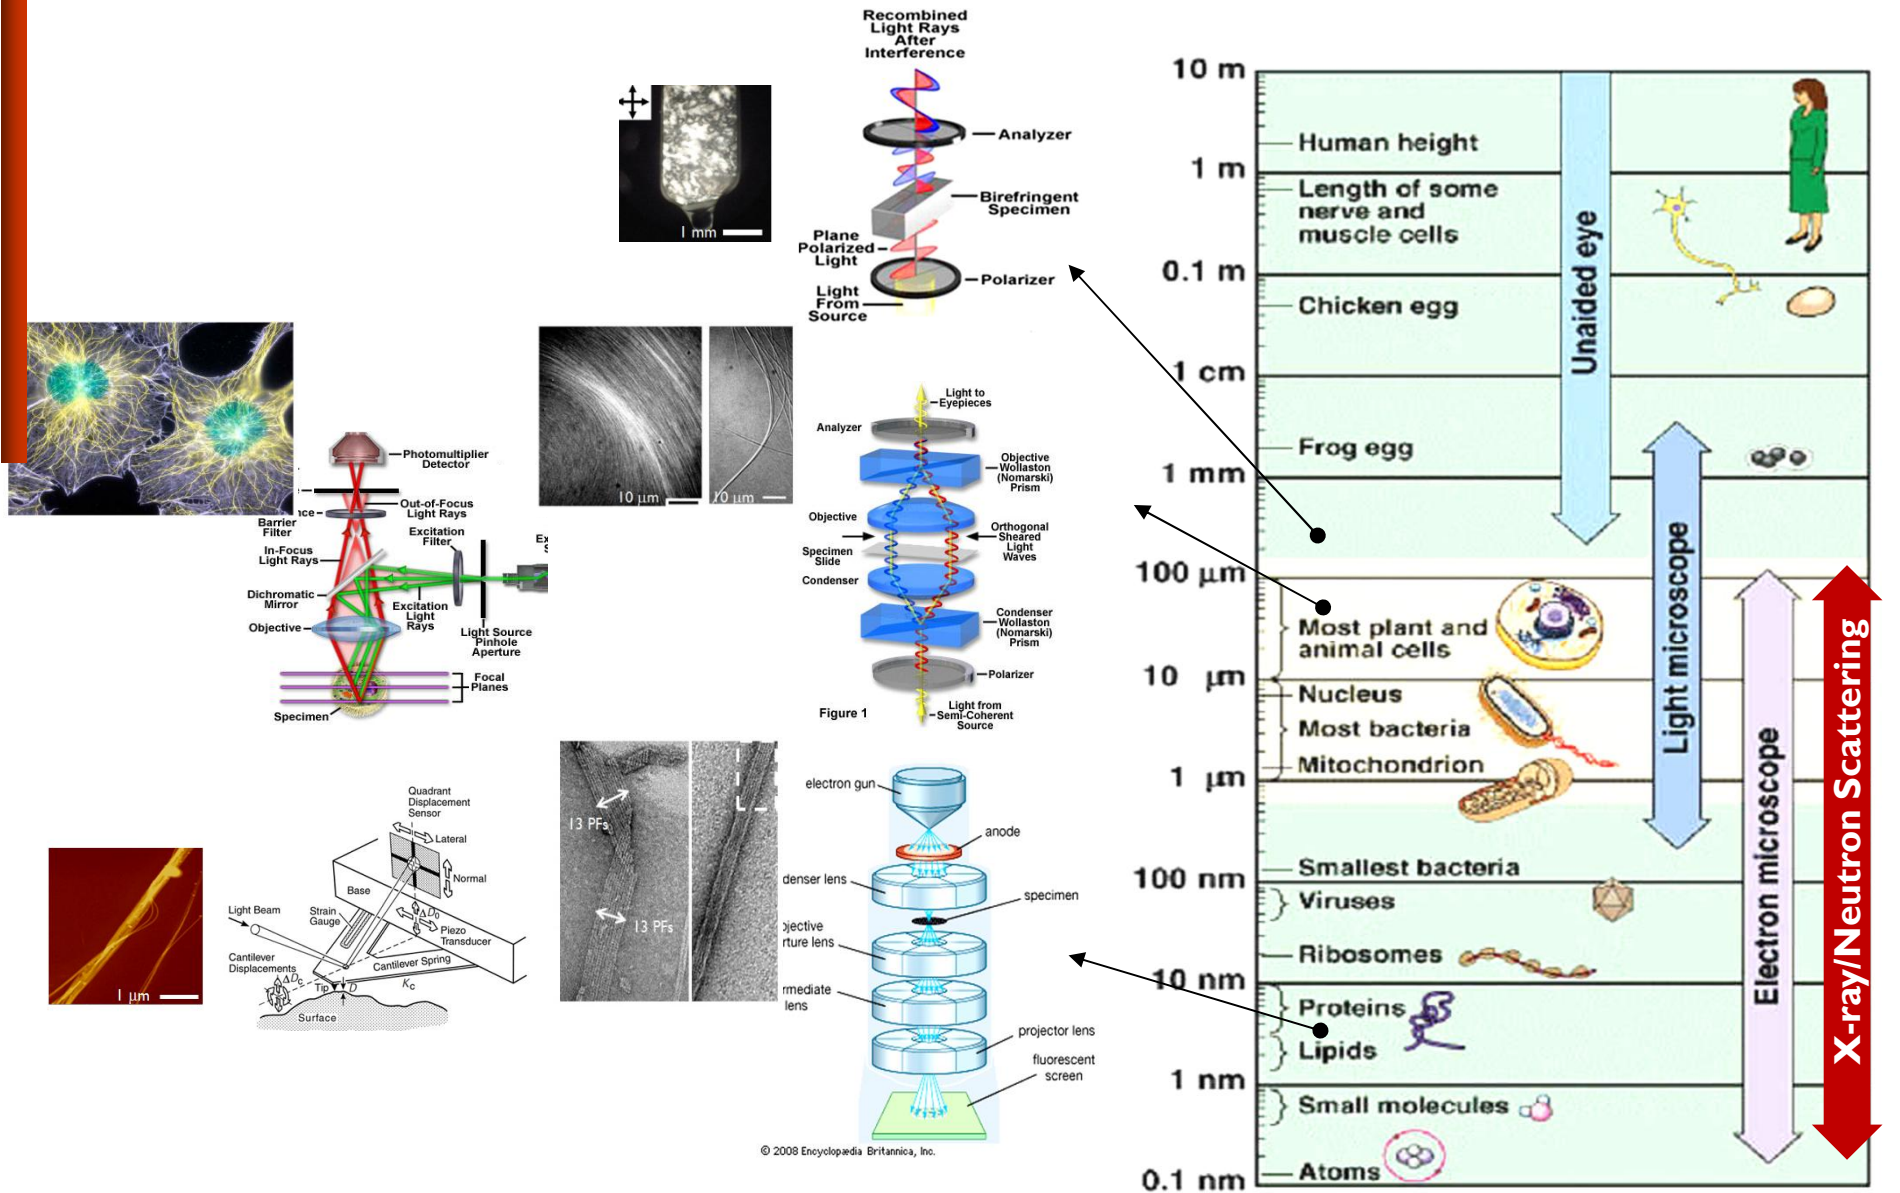 Recombined
Light Rays
After
Interference
Analyzer
Birefringent
Specimen
Plane
Polarized
Light
Polarizer
Light
From
Source
1 mm
Photomultiplier
Detector
Out-of-Focus
Light Rays
nce
Barrier
Filter
Excitation
Filter
Ex
S
In-Focus
Light Rays
Dichromatic
Mirror
Excitation
Light
Rays
Objective
Light Source
Pinhole
Aperture
Focal
Planes
Specimen
10 μm
10 μm
Light to
Eyepieces
Analyzer
Objective
Wollaston
(Nomarski)
Prism
Objective
Orthogonal
Sheared
Light
Waves
Specimen
Slide
Condenser
Condenser
Wollaston
(Nomarski)
Prism
Polarizer
Figure 1
Light from
Semi-Coherent
Source
1 μm
Quadrant
Displacement
Sensor
Lateral
Normal
Base
Strain
Gauge
Light Beam
ΔD₀
Piezo
Transducer
Cantilever
Displacements
ΔDc
Cantilever Spring
Kc
Tip
D
Surface
13 PFs
13 PFs
electron gun
anode
denser lens
specimen
bjective
rture lens
rmediate
lens
projector lens
fluorescent
screen
© 2008 Encyclopædia Britannica, Inc.
10 m
Human height
1 m
Length of some
nerve and
muscle cells
0.1 m
Chicken egg
1 cm
Frog egg
1 mm
100 μm
Most plant and
animal cells
10 μm
Nucleus
Most bacteria
Mitochondrion
1 μm
Smallest bacteria
100 nm
Viruses
Ribosomes
10 nm
Proteins
Lipids
1 nm
Small molecules
Atoms
0.1 nm
Unaided eye
Light microscope
Electron microscope
X-ray/Neutron Scattering